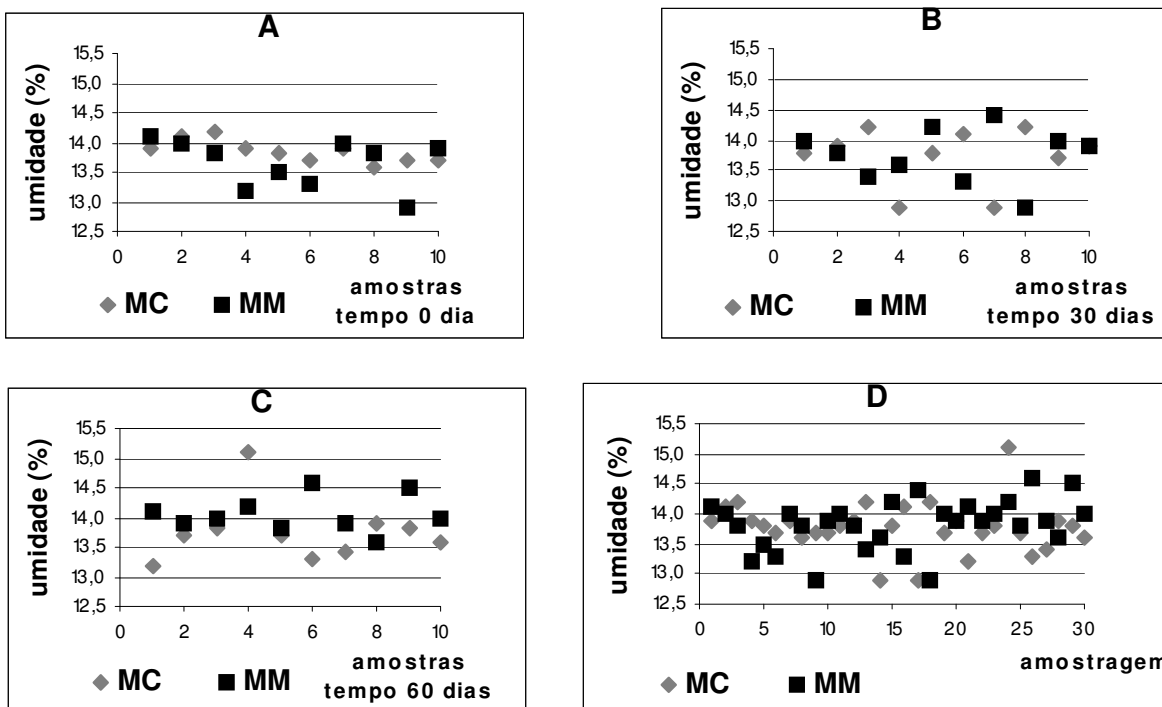 A
umidade (%)
15,5
15,0
14,5
14,0
13,5
13,0
12,5
0 2 4 6 8 10
MC MM
amostras
tempo 0 dia
B
umidade (%)
15,5
15,0
14,5
14,0
13,5
13,0
12,5
0 2 4 6 8 10
MC MM
amostras
tempo 30 dias
C
umidade (%)
15,5
15,0
14,5
14,0
13,5
13,0
12,5
0 2 4 6 8 10
MC MM
amostras
tempo 60 dias
D
umidade (%)
15,5
15,0
14,5
14,0
13,5
13,0
12,5
0 5 10 15 20 25 30
MC MM
amostragem